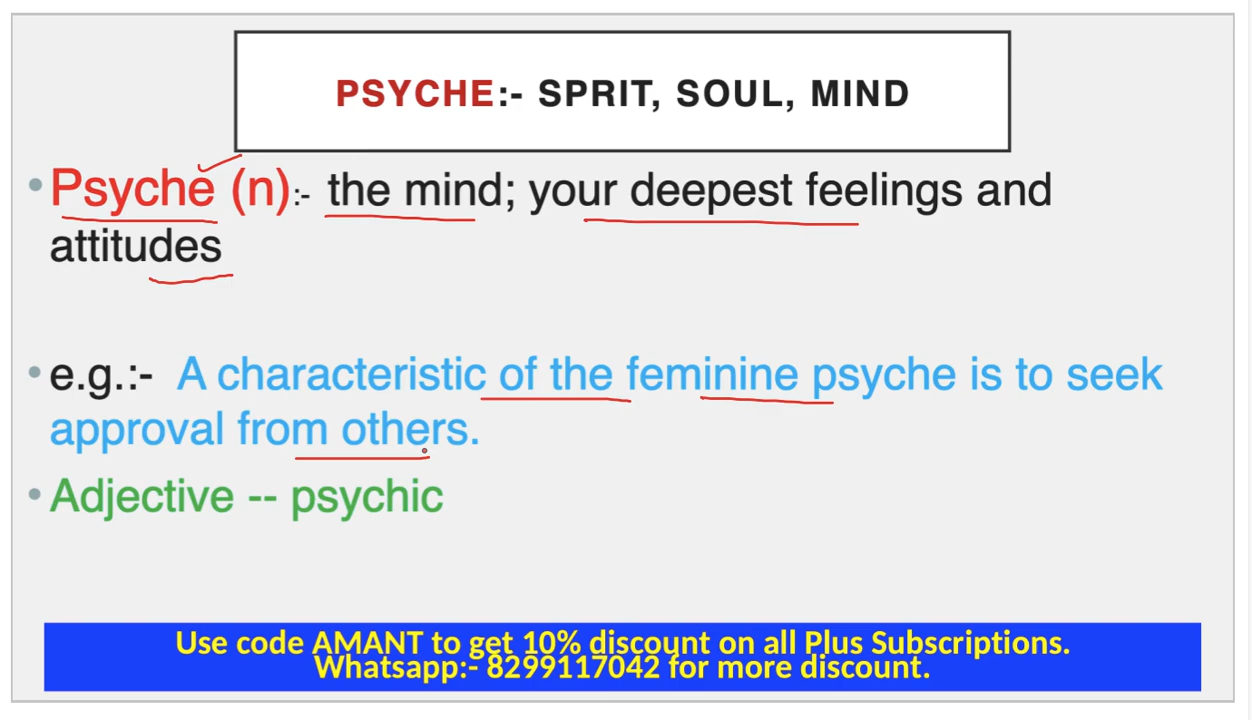 PSYCHE:- SPRIT, SOUL, MIND
•Psyche (n):- the mind; your deepest feelings and
attitudes
•e.g.:- A characteristic of the feminine psyche is to seek
approval from others.
•Adjective -- psychic
Use code AMANT to get 10% discount on all Plus Subscriptions.
Whatsapp:- 8299117042 for more discount.